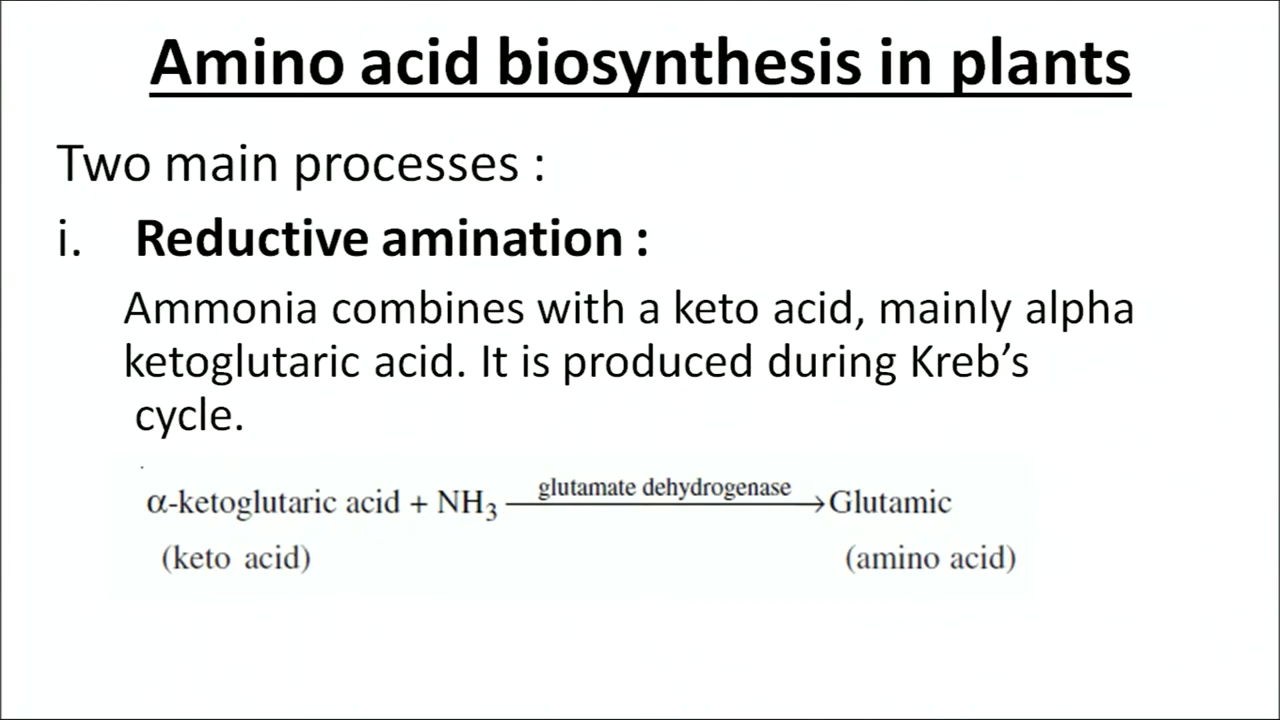 Amino acid biosynthesis in plants
Two main processes :
i. Reductive amination :
Ammonia combines with a keto acid, mainly alpha
ketoglutaric acid. It is produced during Kreb’s
cycle.
α-ketoglutaric acid + NH₃ glutamate dehydrogenase → Glutamic
(keto acid) (amino acid)